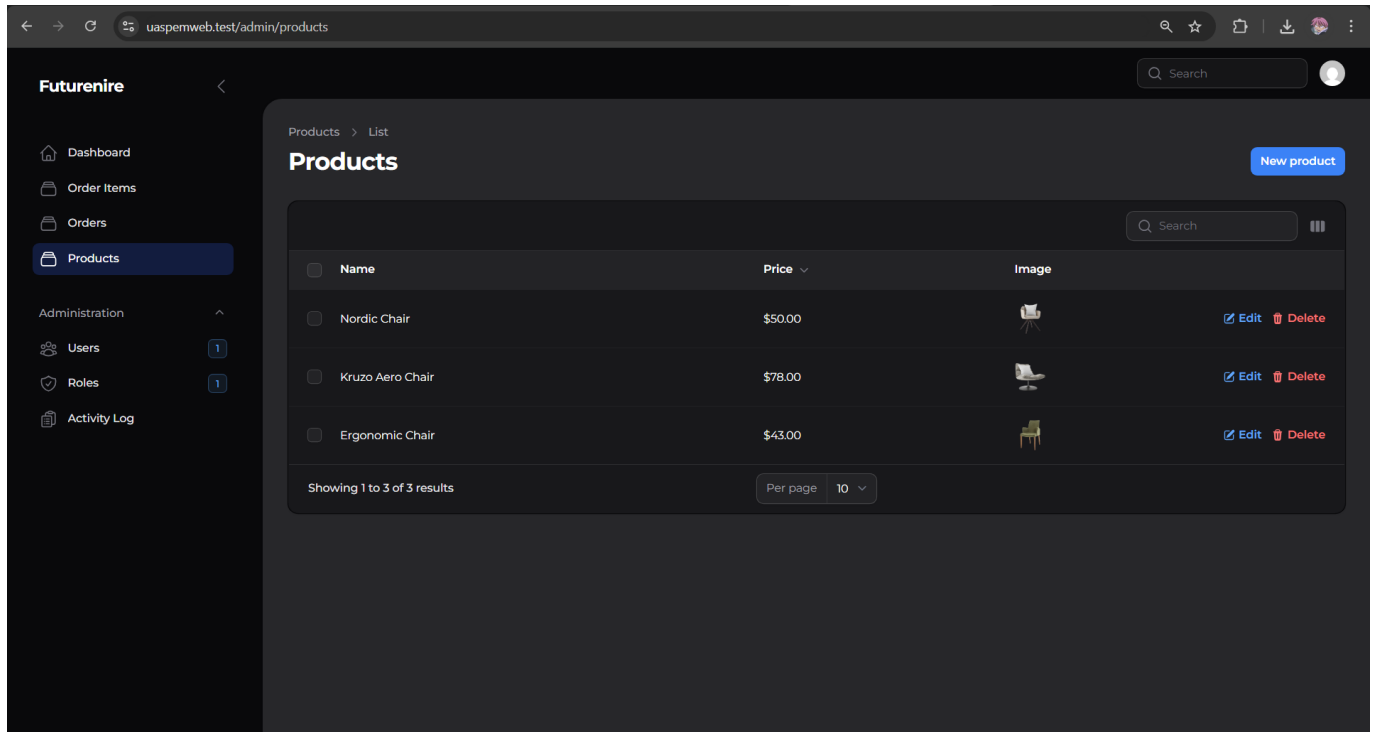 uaspemweb.test/admin/products
Futurenire
Search
Dashboard
Order Items
Orders
Products
Administration
Users 1
Roles 1
Activity Log
Products > List
Products
New product
Search
Name Price Image
Nordic Chair $50.00 Edit Delete
Kruzo Aero Chair $78.00 Edit Delete
Ergonomic Chair $43.00 Edit Delete
Showing 1 to 3 of 3 results Per page 10